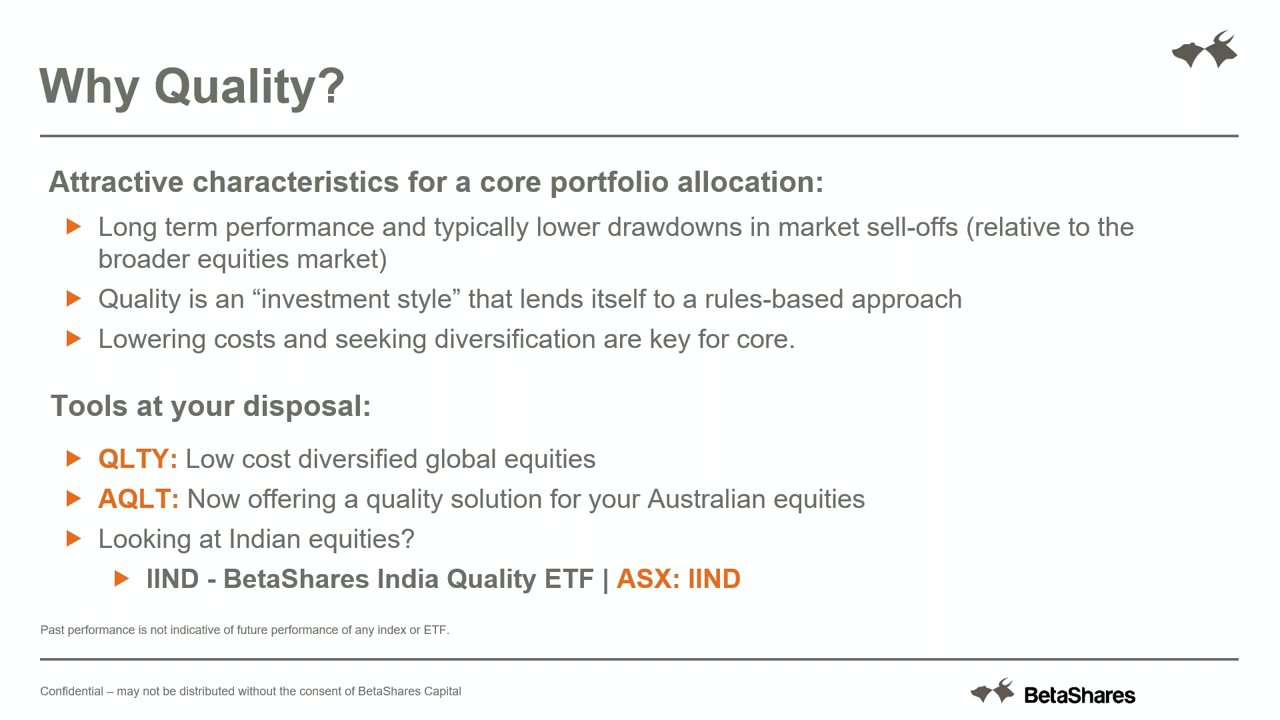 Why Quality?
Attractive characteristics for a core portfolio allocation:
Long term performance and typically lower drawdowns in market sell-offs (relative to the
broader equities market)
Quality is an “investment style” that lends itself to a rules-based approach
Lowering costs and seeking diversification are key for core.
Tools at your disposal:
QLTY: Low cost diversified global equities
AQLT: Now offering a quality solution for your Australian equities
Looking at Indian equities?
IIND - BetaShares India Quality ETF | ASX: IIND
Past performance is not indicative of future performance of any index or ETF.
Confidential – may not be distributed without the consent of BetaShares Capital
BetaShares